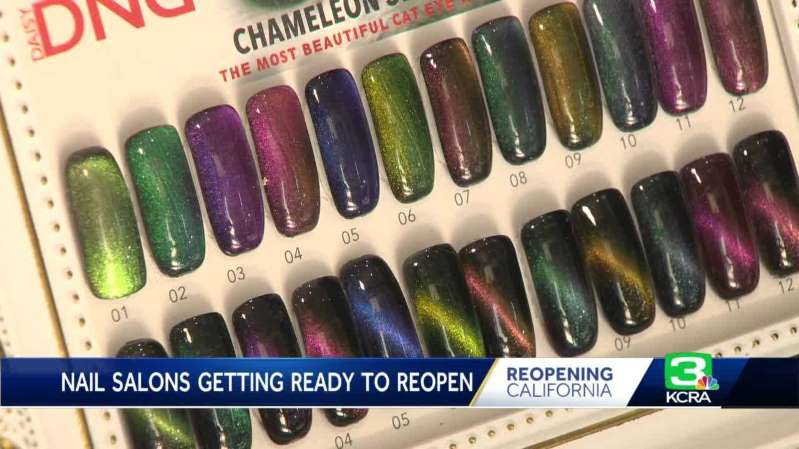 DAISY
DND
CHAMELEON
THE MOST BEAUTIFUL CAT EYE
01 02 03 04 05 06 07 08 09 10 11 12
04 05 09 10 11 12
NAIL SALONS GETTING READY TO REOPEN
REOPENING
CALIFORNIA
3
KCRA